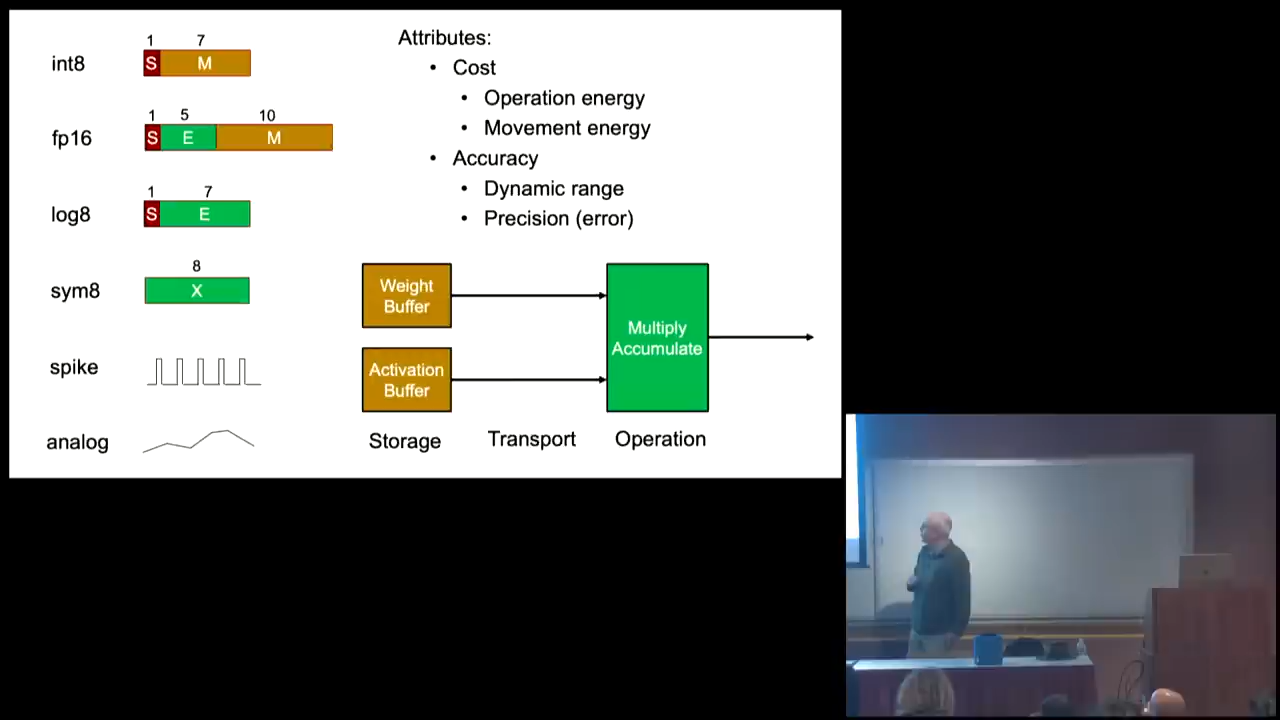 int8
1 7
S M
fp16
1 5 10
S E M
log8
1 7
S E
sym8
8
X
spike
analog
Attributes:
• Cost
• Operation energy
• Movement energy
• Accuracy
• Dynamic range
• Precision (error)
Weight
Buffer
Activation
Buffer
Multiply
Accumulate
Storage
Transport
Operation